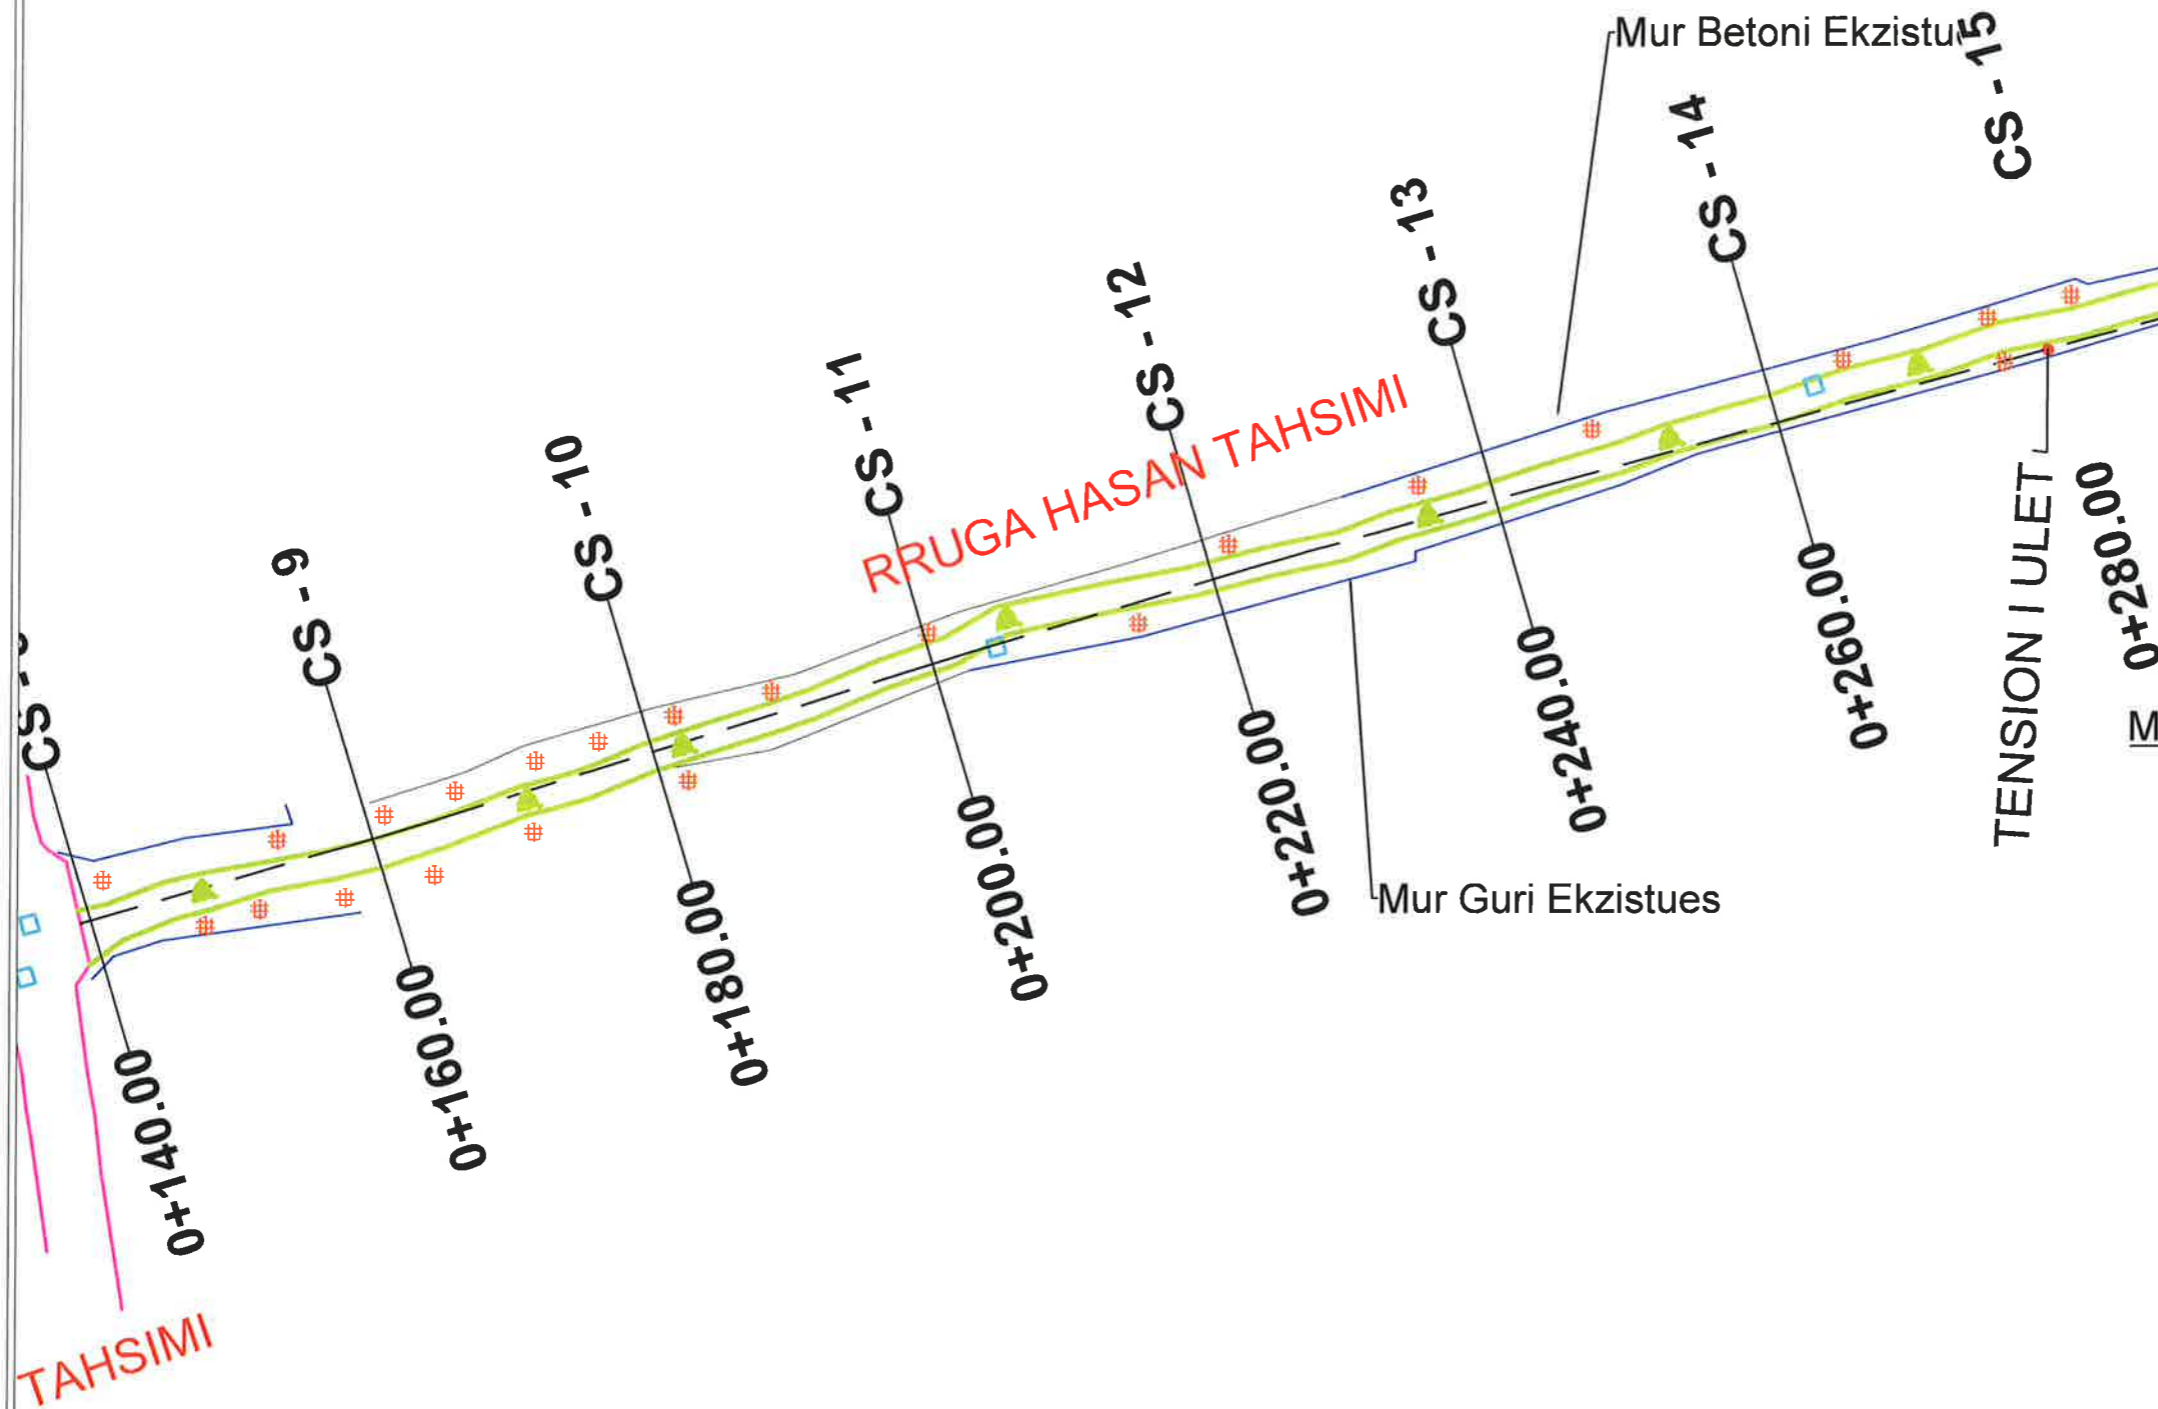 Mur Betoni Ekzistu
CS - 15
CS - 14
CS - 13
CS - 12
CS - 11
CS - 10
CS - 9
CS -
RRUGA HASAN TAHSIMI
TENSION I ULET
0+280.00
0+260.00
0+240.00
0+220.00
0+200.00
0+180.00
0+160.00
0+140.00
M
Mur Guri Ekzistues
TAHSIMI